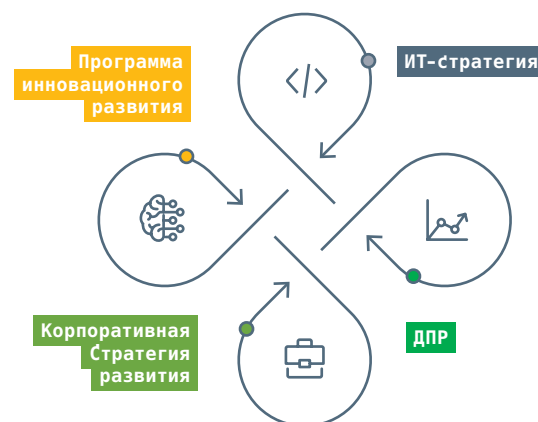 Программа
инновационного
развития
ИТ-стратегия
Корпоративная
Стратегия
развития
ДПР